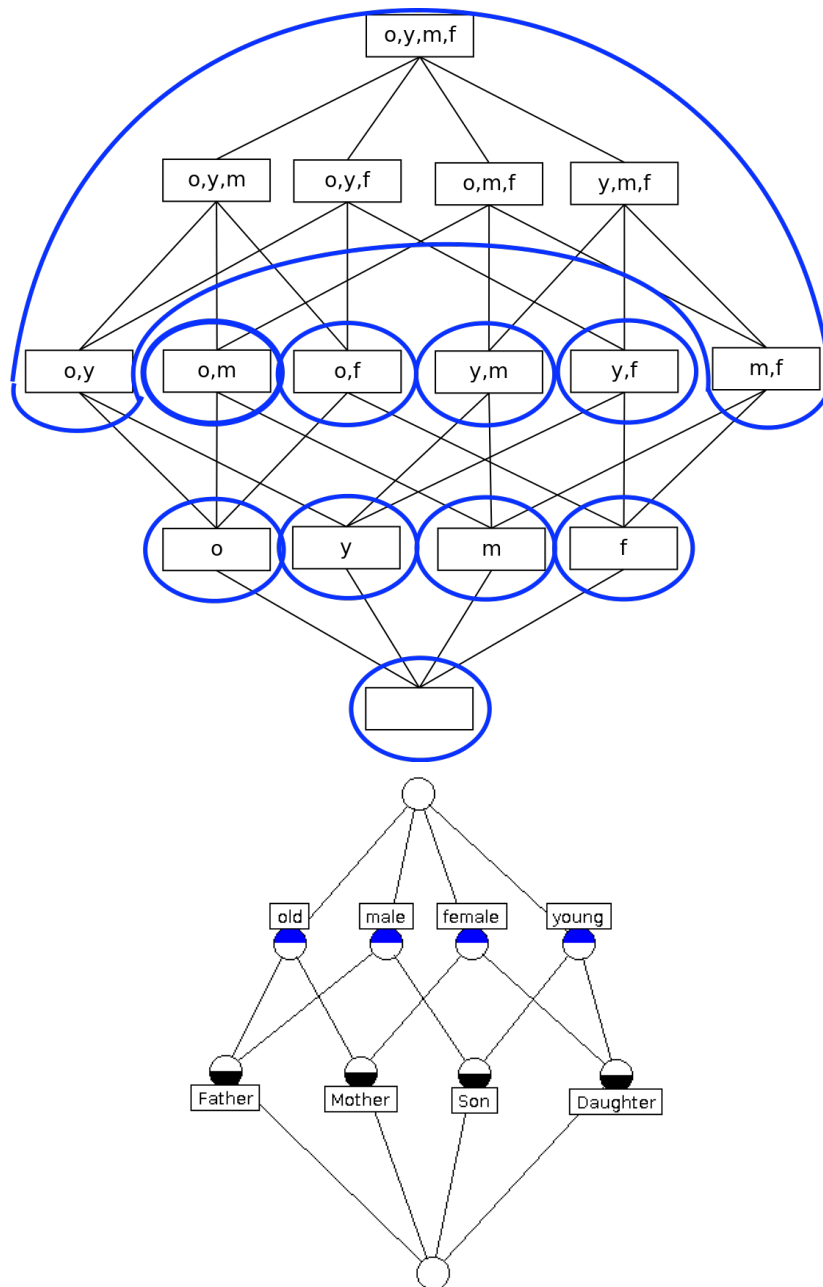 o,y,m,f
o,y,m
o,y,f
o,m,f
y,m,f
o,y
o,m
o,f
y,m
y,f
m,f
o
y
m
f
old
male
female
young
Father
Mother
Son
Daughter